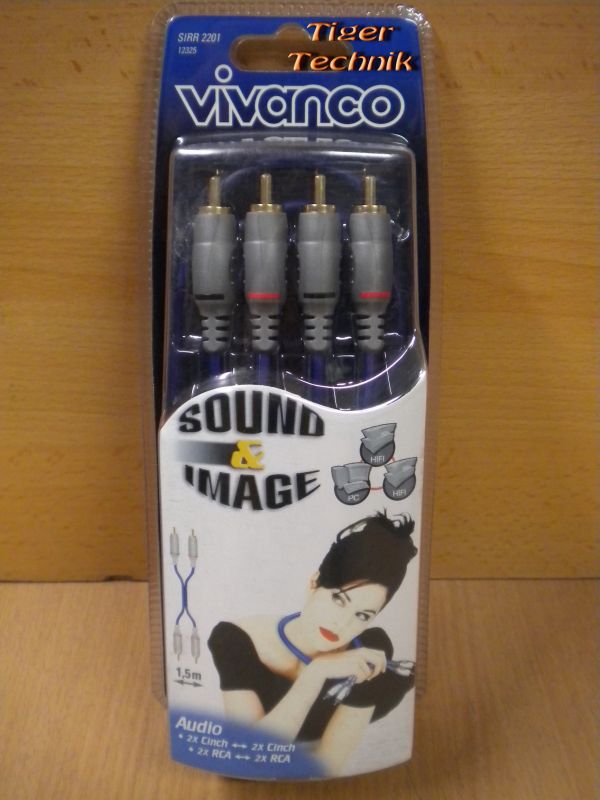 SIRR 2201
12325
Tiger
Technik
vivanco
SOUND
&
IMAGE
HIFI
PC
HIFI
1,5m
Audio
• 2x Cinch ↔ 2x Cinch
• 2x RCA ↔ 2x RCA